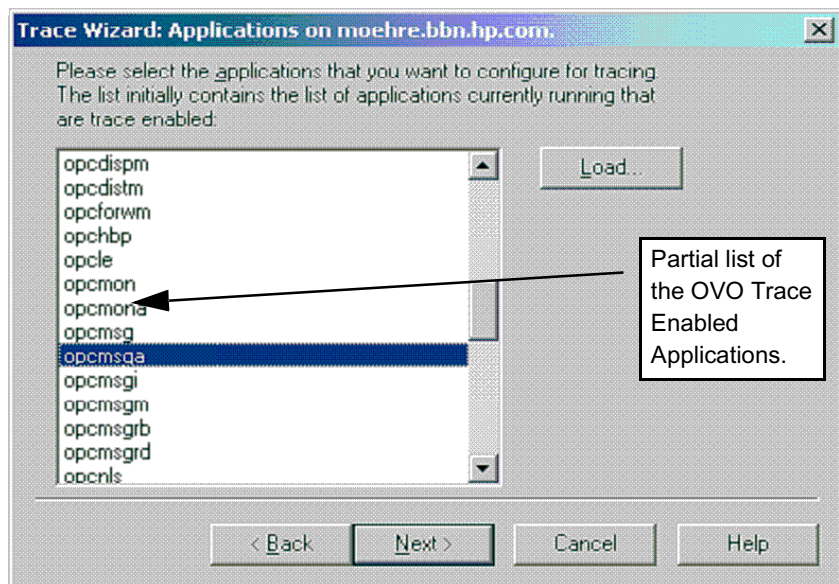 Trace Wizard: Applications on moehre.bbn.hp.com.
Please select the applications that you want to configure for tracing.
The list initially contains the list of applications currently running that
are trace enabled:
opcdispm
opcdistm
opcforwm
opchbp
opcle
opcmon
opcmona
opcmsg
opcmsga
opcmsgi
opcmsgm
opcmsgrb
opcmsgrd
opcnls
Load...
Partial list of
the OVO Trace
Enabled
Applications.
< Back
Next >
Cancel
Help